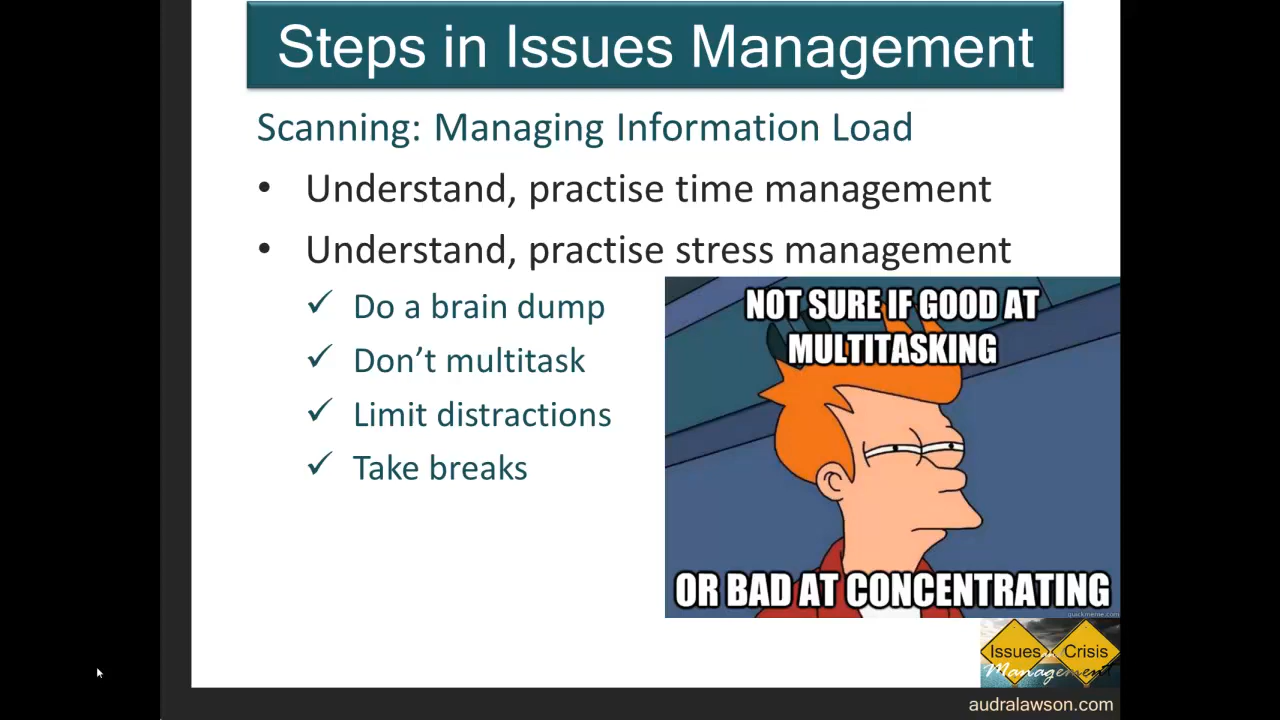 Steps in Issues Management
Scanning: Managing Information Load
• Understand, practise time management
• Understand, practise stress management
✓ Do a brain dump
✓ Don’t multitask
✓ Limit distractions
✓ Take breaks
NOT SURE IF GOOD AT
MULTITASKING
OR BAD AT CONCENTRATING
quickmeme.com
Issues Crisis
Management
audralawson.com